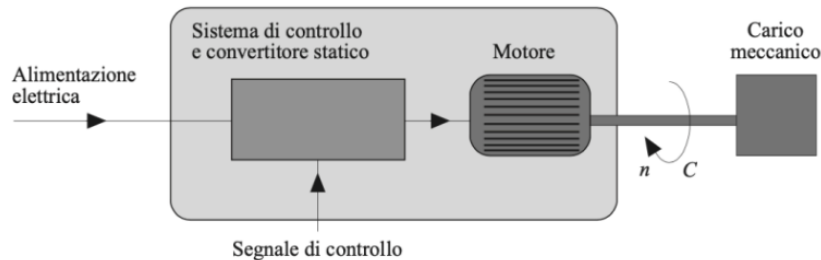 Sistema di controllo
e convertitore statico
Motore
Carico
meccanico
Alimentazione
elettrica
n
C
Segnale di controllo